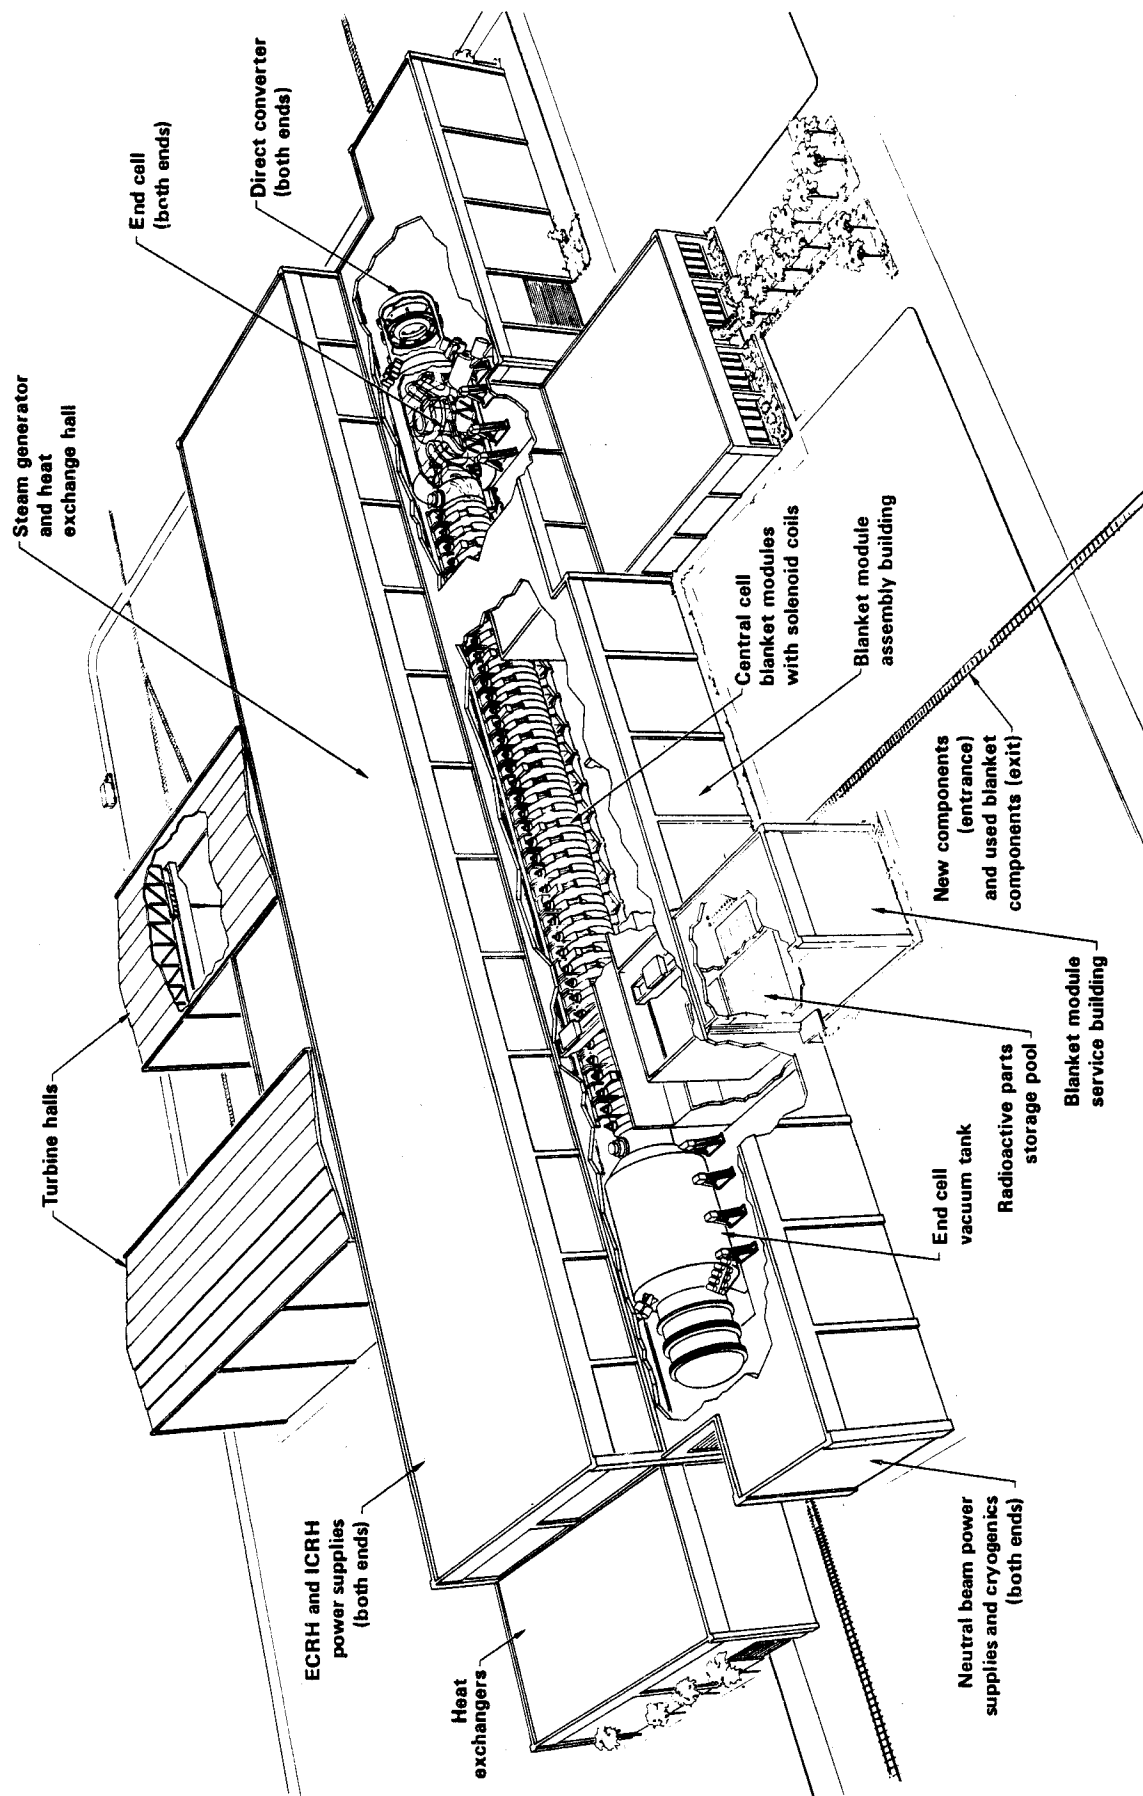 Steam generator
and heat
exchange hall
End cell
(both ends)
Direct converter
(both ends)
Turbine halls
Central cell
blanket modules
with solenoid coils
Blanket module
assembly building
New components
(entrance)
and used blanket
components (exit)
Blanket module
service building
Radioactive parts
storage pool
End cell
vacuum tank
ECRH and ICRH
power supplies
(both ends)
Heat
exchangers
Neutral beam power
supplies and cryogenics
(both ends)